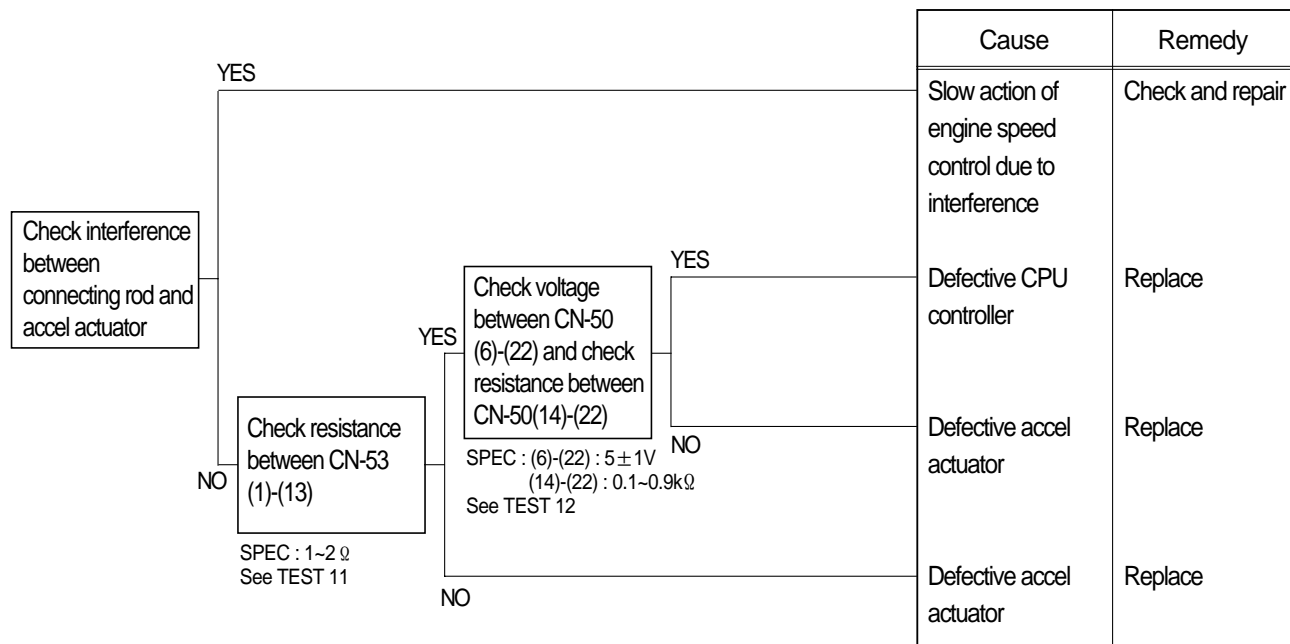 Cause
Remedy
YES
Slow action of
engine speed
control due to
interference
Check and repair
Check interference
between
connecting rod and
accel actuator
YES
Check voltage
between CN-50
(6)-(22) and check
resistance between
CN-50(14)-(22)
YES
Defective CPU
controller
Replace
NO
Check resistance
between CN-53
(1)-(13)
SPEC : 1~2 Ω
See TEST 11
SPEC : (6)-(22) : 5±1V
(14)-(22) : 0.1~0.9kΩ
See TEST 12
NO
Defective accel
actuator
Replace
NO
Defective accel
actuator
Replace